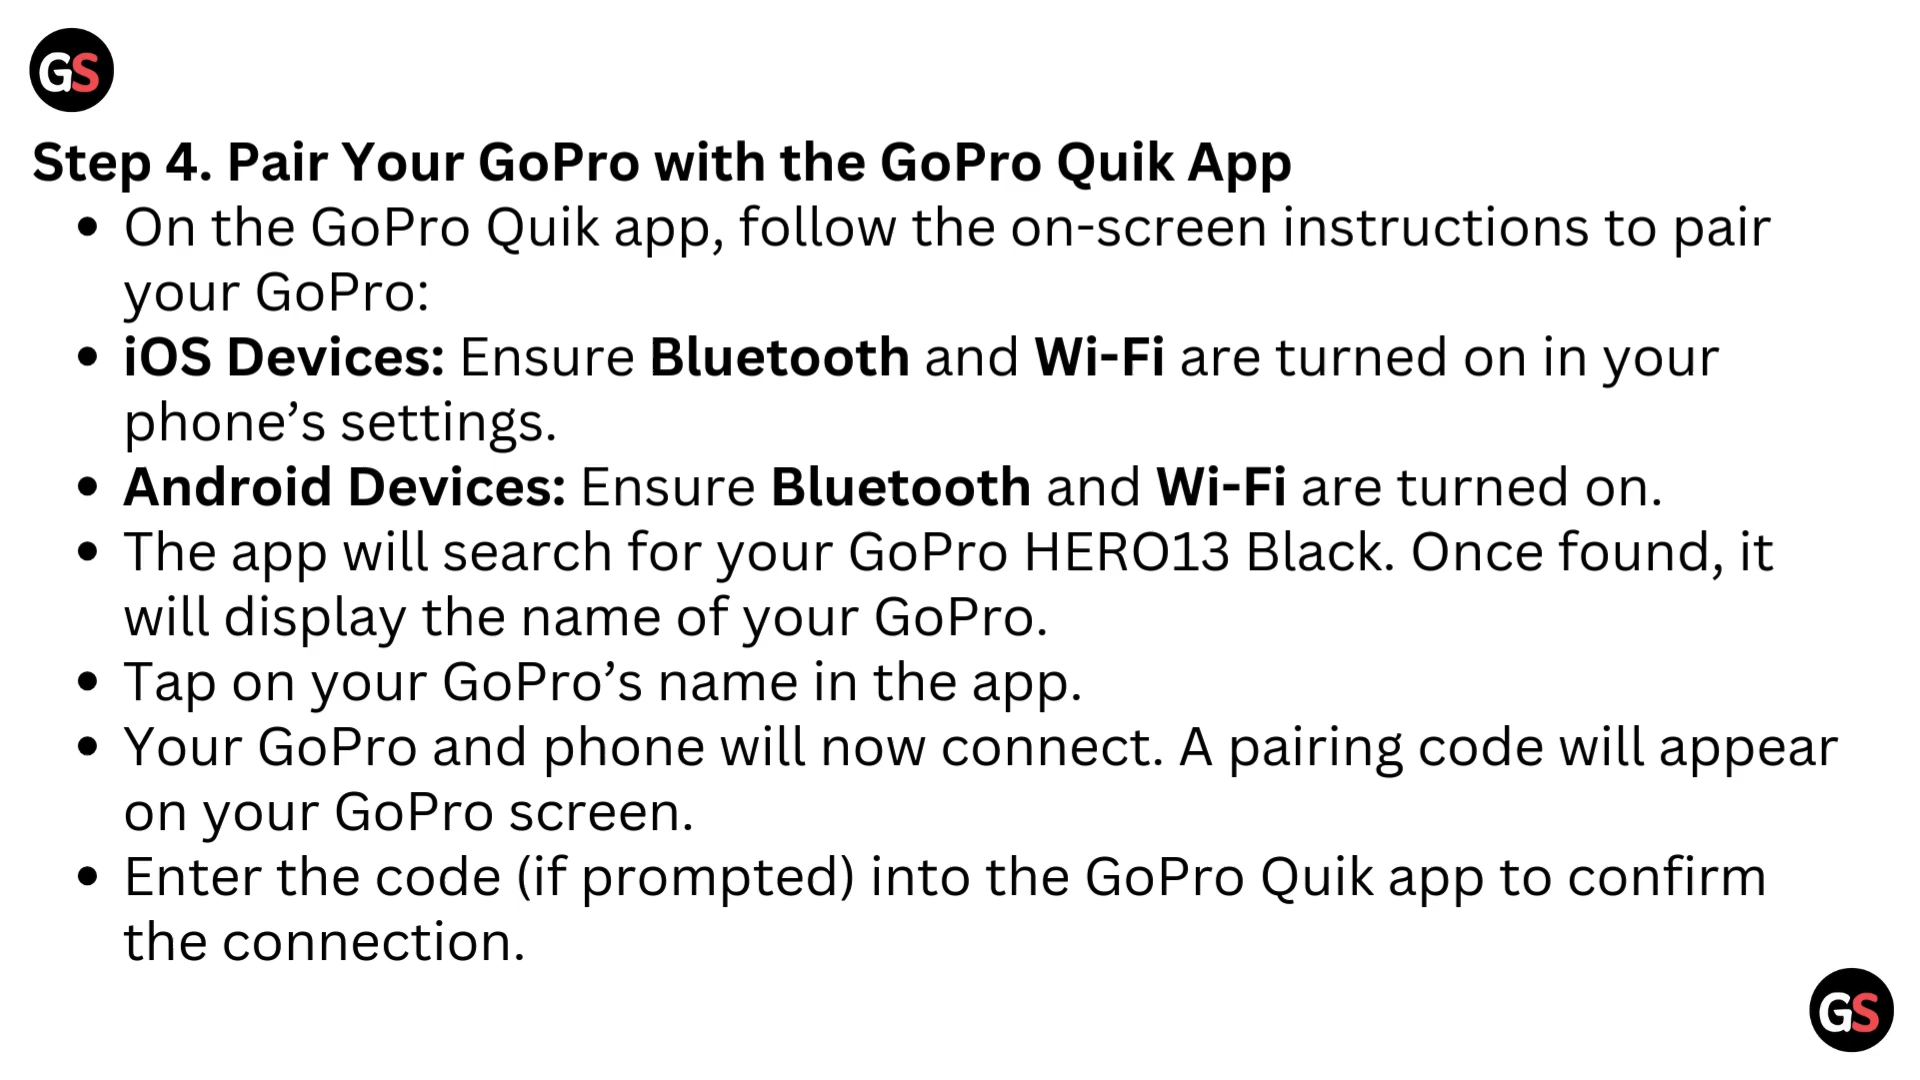 GS
Step 4. Pair Your GoPro with the GoPro Quik App
• On the GoPro Quik app, follow the on-screen instructions to pair
your GoPro:
• iOS Devices: Ensure Bluetooth and Wi-Fi are turned on in your
phone’s settings.
• Android Devices: Ensure Bluetooth and Wi-Fi are turned on.
• The app will search for your GoPro HERO13 Black. Once found, it
will display the name of your GoPro.
• Tap on your GoPro’s name in the app.
• Your GoPro and phone will now connect. A pairing code will appear
on your GoPro screen.
• Enter the code (if prompted) into the GoPro Quik app to confirm
the connection.
GS